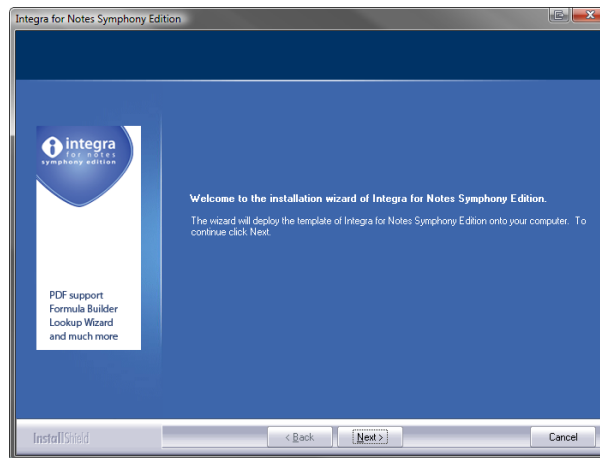 Integra for Notes Symphony Edition
integra
for notes
symphony edition
Welcome to the installation wizard of Integra for Notes Symphony Edition.
The wizard will deploy the template of Integra for Notes Symphony Edition onto your computer. To
continue click Next.
PDF support
Formula Builder
Lookup Wizard
and much more
InstallShield
< Back
Next >
Cancel